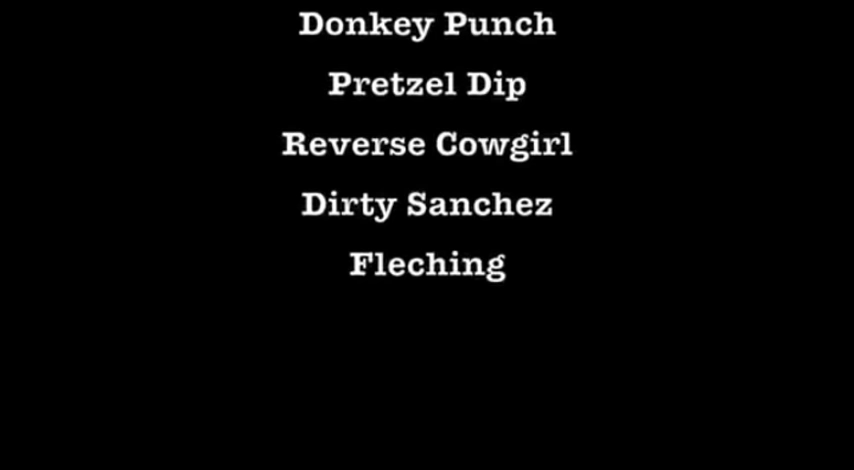 Donkey Punch
Pretzel Dip
Reverse Cowgirl
Dirty Sanchez
Fleching